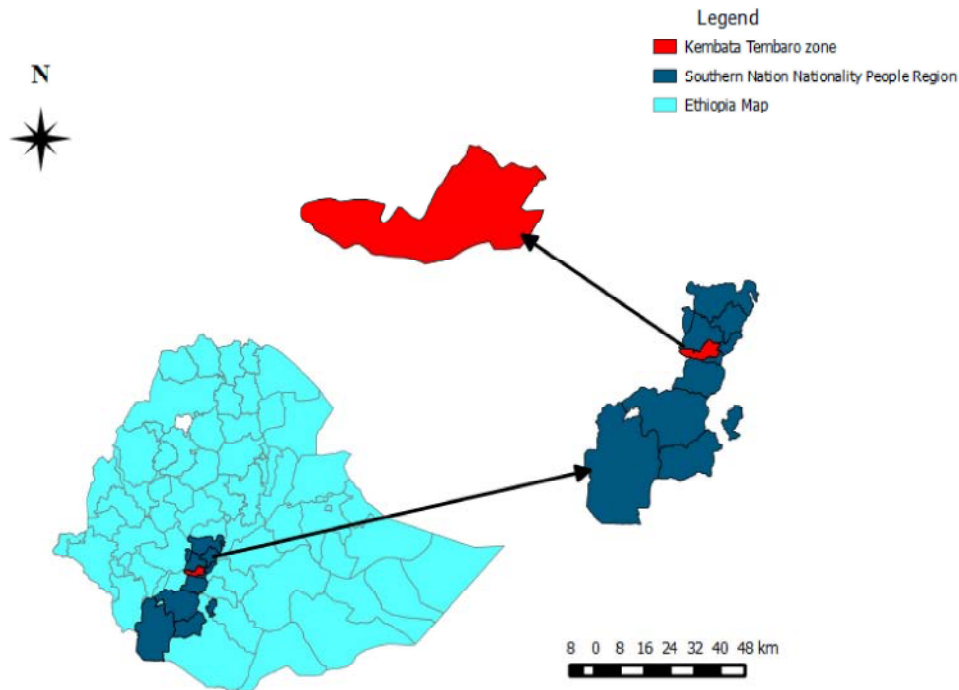 Legend
Kembata Tembaro zone
Southern Nation Nationality People Region
Ethiopia Map
N
8 0 8 16 24 32 40 48 km